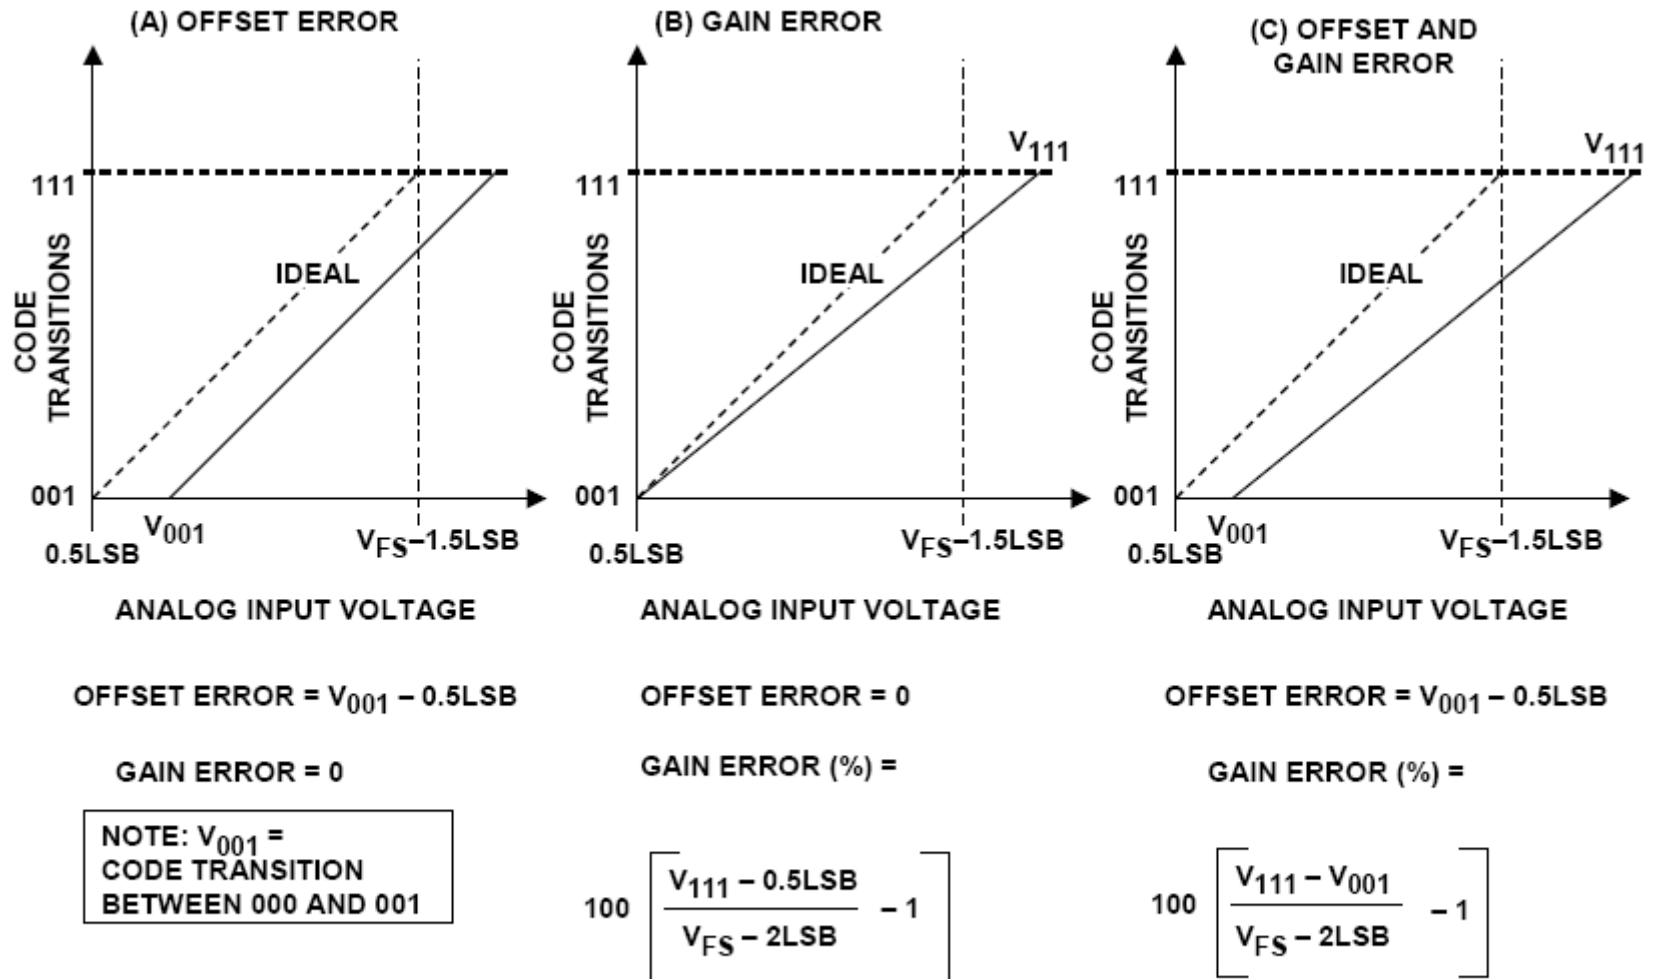 (A) OFFSET ERROR
111
CODE
TRANSITIONS
IDEAL
001
V001
0.5LSB
VFS–1.5LSB
ANALOG INPUT VOLTAGE
OFFSET ERROR = V001 – 0.5LSB
GAIN ERROR = 0
NOTE: V001 =
CODE TRANSITION
BETWEEN 000 AND 001
(B) GAIN ERROR
V111
111
CODE
TRANSITIONS
IDEAL
001
0.5LSB
VFS–1.5LSB
ANALOG INPUT VOLTAGE
OFFSET ERROR = 0
GAIN ERROR (%) =
V111 – 0.5LSB
100 – 1
VFS – 2LSB
(C) OFFSET AND
GAIN ERROR
V111
111
CODE
TRANSITIONS
IDEAL
001
V001
0.5LSB
VFS–1.5LSB
ANALOG INPUT VOLTAGE
OFFSET ERROR = V001 – 0.5LSB
GAIN ERROR (%) =
V111 – V001
100 – 1
VFS – 2LSB